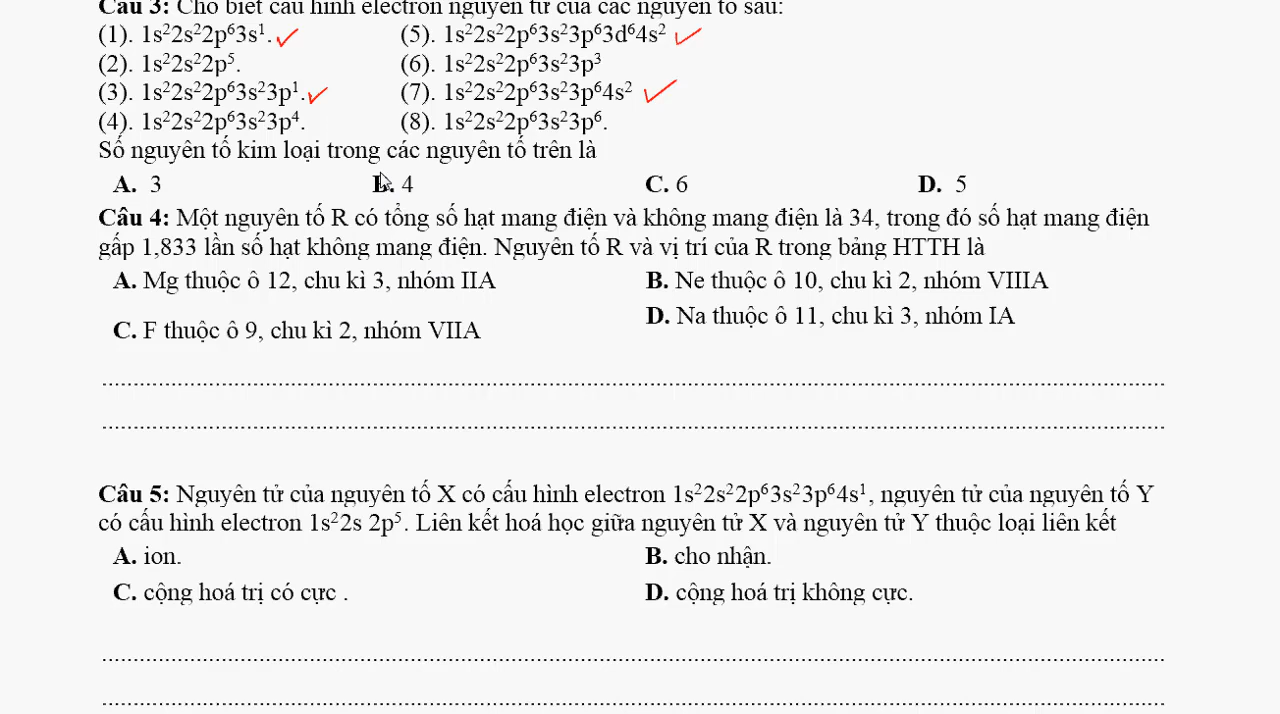 Câu 3: Cho biết cấu hình electron nguyên tử của các nguyên tố sau:
(1). 1s²2s²2p⁶3s¹.
(5). 1s²2s²2p⁶3s²3p⁶3d⁶4s²
(2). 1s²2s²2p⁵.
(6). 1s²2s²2p⁶3s²3p³
(3). 1s²2s²2p⁶3s²3p¹.
(7). 1s²2s²2p⁶3s²3p⁶4s²
(4). 1s²2s²2p⁶3s²3p⁴.
(8). 1s²2s²2p⁶3s²3p⁶.
Số nguyên tố kim loại trong các nguyên tố trên là
A. 3
B. 4
C. 6
D. 5
Câu 4: Một nguyên tố R có tổng số hạt mang điện và không mang điện là 34, trong đó số hạt mang điện
gấp 1,833 lần số hạt không mang điện. Nguyên tố R và vị trí của R trong bảng HTTH là
A. Mg thuộc ô 12, chu kì 3, nhóm IIA
B. Ne thuộc ô 10, chu kì 2, nhóm VIIIA
C. F thuộc ô 9, chu kì 2, nhóm VIIA
D. Na thuộc ô 11, chu kì 3, nhóm IA
Câu 5: Nguyên tử của nguyên tố X có cấu hình electron 1s²2s²2p⁶3s²3p⁶4s¹, nguyên tử của nguyên tố Y
có cấu hình electron 1s²2s 2p⁵. Liên kết hoá học giữa nguyên tử X và nguyên tử Y thuộc loại liên kết
A. ion.
B. cho nhận.
C. cộng hoá trị có cực .
D. cộng hoá trị không cực.